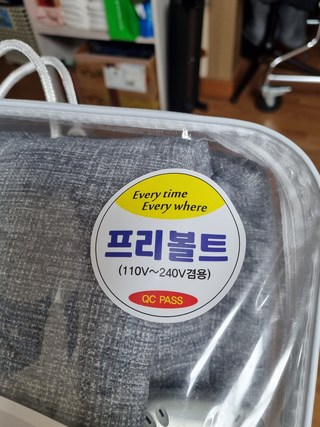 Every time
Every where
프리볼트
(110V~240V겸용)
QC PASS